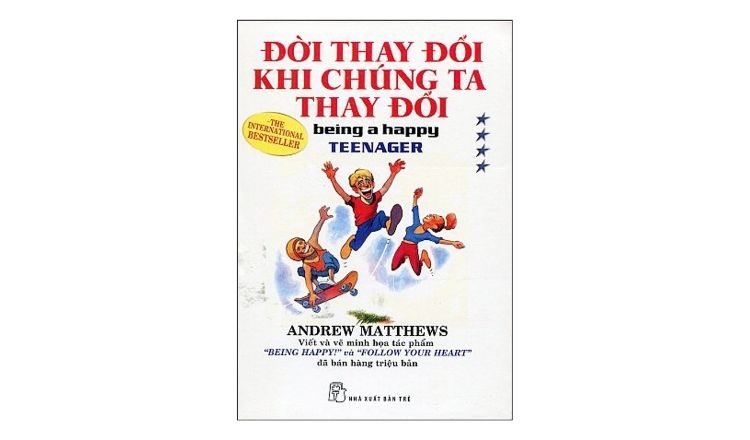 ĐỜI THAY ĐỔI
KHI CHÚNG TA
THAY ĐỔI
-THE
INTERNATIONAL
BESTSELLER
being a happy
TEENAGER
ANDREW MATTHEWS
Viết và vẽ minh họa tác phẩm
"BEING HAPPY!" và "FOLLOW YOUR HEART"
đã bán hàng triệu bản
NHÀ XUẤT BẢN TRẺ